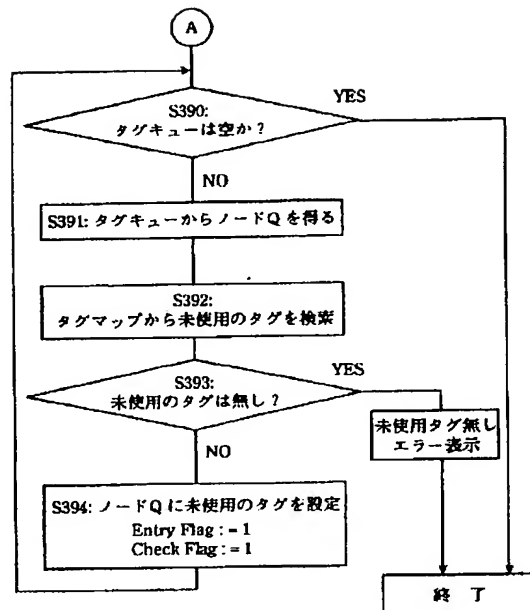 A
S390:
タグキューは空か?
YES
NO
S391: タグキューからノードQを得る
S392:
タグマップから未使用のタグを検索
S393:
未使用のタグは無し?
YES
NO
未使用タグ無し
エラー表示
S394: ノードQに未使用のタグを設定
Entry Flag : = 1
Check Flag : = 1
終 了